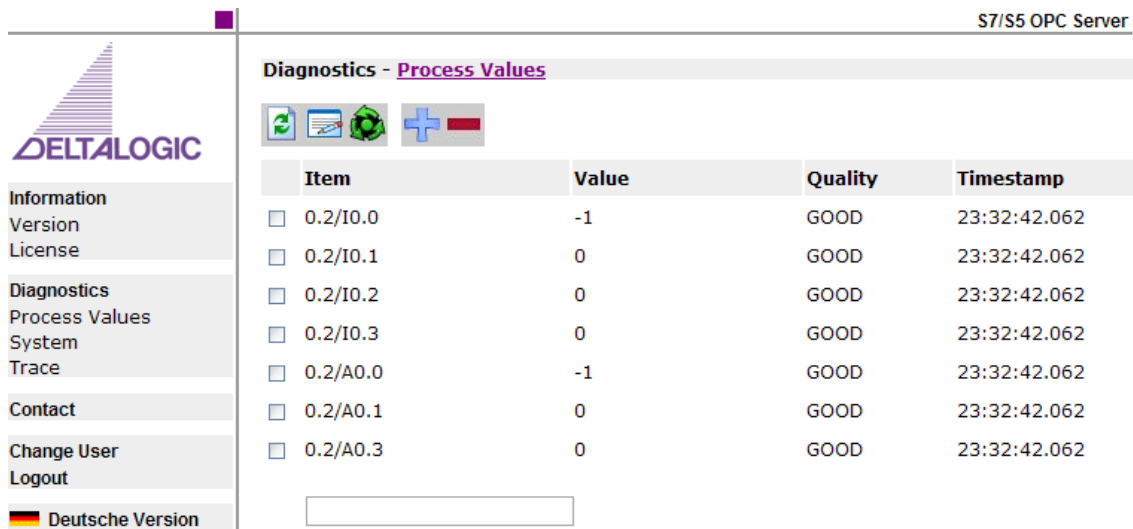 S7/S5 OPC Server
DELTALOGIC
Information
Version
License
Diagnostics
Process Values
System
Trace
Contact
Change User
Logout
Deutsche Version
Diagnostics - Process Values
Item Value Quality Timestamp
0.2/I0.0 -1 GOOD 23:32:42.062
0.2/I0.1 0 GOOD 23:32:42.062
0.2/I0.2 0 GOOD 23:32:42.062
0.2/I0.3 0 GOOD 23:32:42.062
0.2/A0.0 -1 GOOD 23:32:42.062
0.2/A0.1 0 GOOD 23:32:42.062
0.2/A0.3 0 GOOD 23:32:42.062